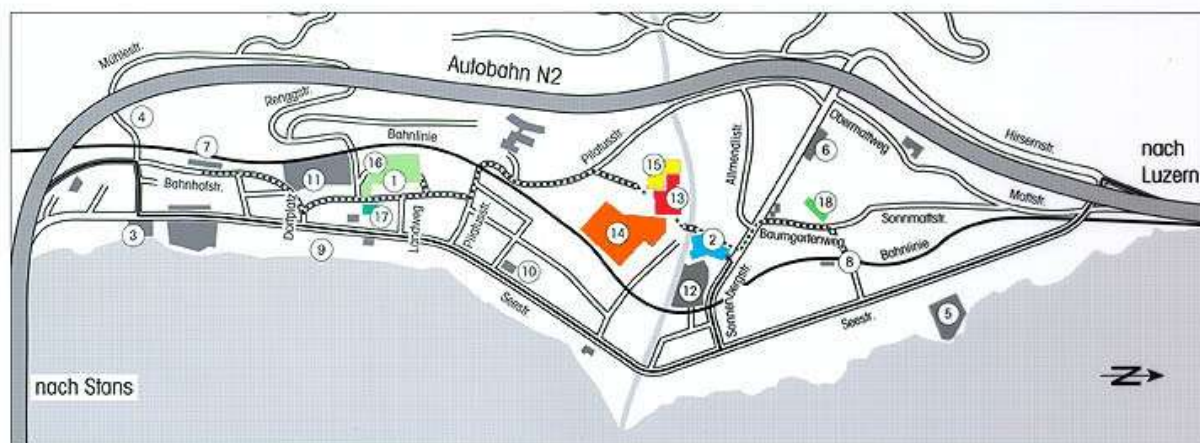 Mühlestr.
Autobahn N2
Renggstr.
4
7
Bahnlinie
Pilatusstr.
Allmendlistr.
Obermattweg
Hirsernstr.
nach
Luzern
6
16
15
Bahnhofstr.
11
1
13
18
Mattstr.
Dorfplatz
17
Landweg
Pilatusstr.
14
2
Sonnmattstr.
Baumgartenweg
Bahnlinie
3
9
10
12
8
Sonnenbergstr.
Seestr.
Seestr.
5
nach Stans
N